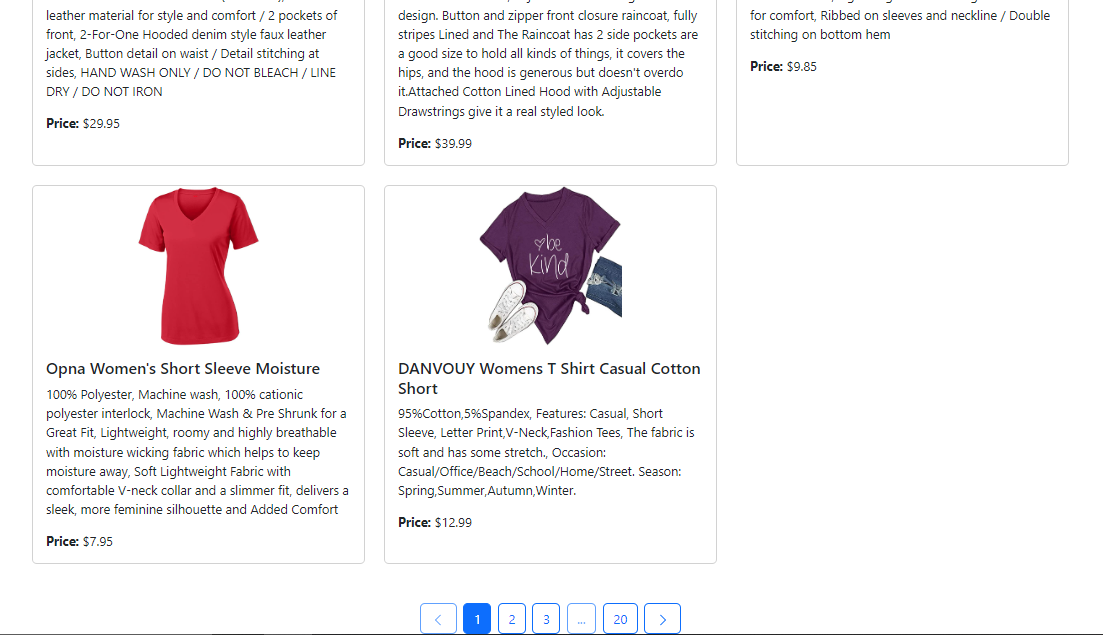 leather material for style and comfort / 2 pockets of
front, 2-For-One Hooded denim style faux leather
jacket, Button detail on waist / Detail stitching at
sides, HAND WASH ONLY / DO NOT BLEACH / LINE
DRY / DO NOT IRON
Price: $29.95
design. Button and zipper front closure raincoat, fully
stripes Lined and The Raincoat has 2 side pockets are
a good size to hold all kinds of things, it covers the
hips, and the hood is generous but doesn't overdo
it.Attached Cotton Lined Hood with Adjustable
Drawstrings give it a real styled look.
Price: $39.99
for comfort, Ribbed on sleeves and neckline / Double
stitching on bottom hem
Price: $9.85
Opna Women's Short Sleeve Moisture
100% Polyester, Machine wash, 100% cationic
polyester interlock, Machine Wash & Pre Shrunk for a
Great Fit, Lightweight, roomy and highly breathable
with moisture wicking fabric which helps to keep
moisture away, Soft Lightweight Fabric with
comfortable V-neck collar and a slimmer fit, delivers a
sleek, more feminine silhouette and Added Comfort
Price: $7.95
be
kind
DANVOUY Womens T Shirt Casual Cotton
Short
95%Cotton,5%Spandex, Features: Casual, Short
Sleeve, Letter Print,V-Neck,Fashion Tees, The fabric is
soft and has some stretch., Occasion:
Casual/Office/Beach/School/Home/Street. Season:
Spring,Summer,Autumn,Winter.
Price: $12.99
< 1 2 3 ... 20 >